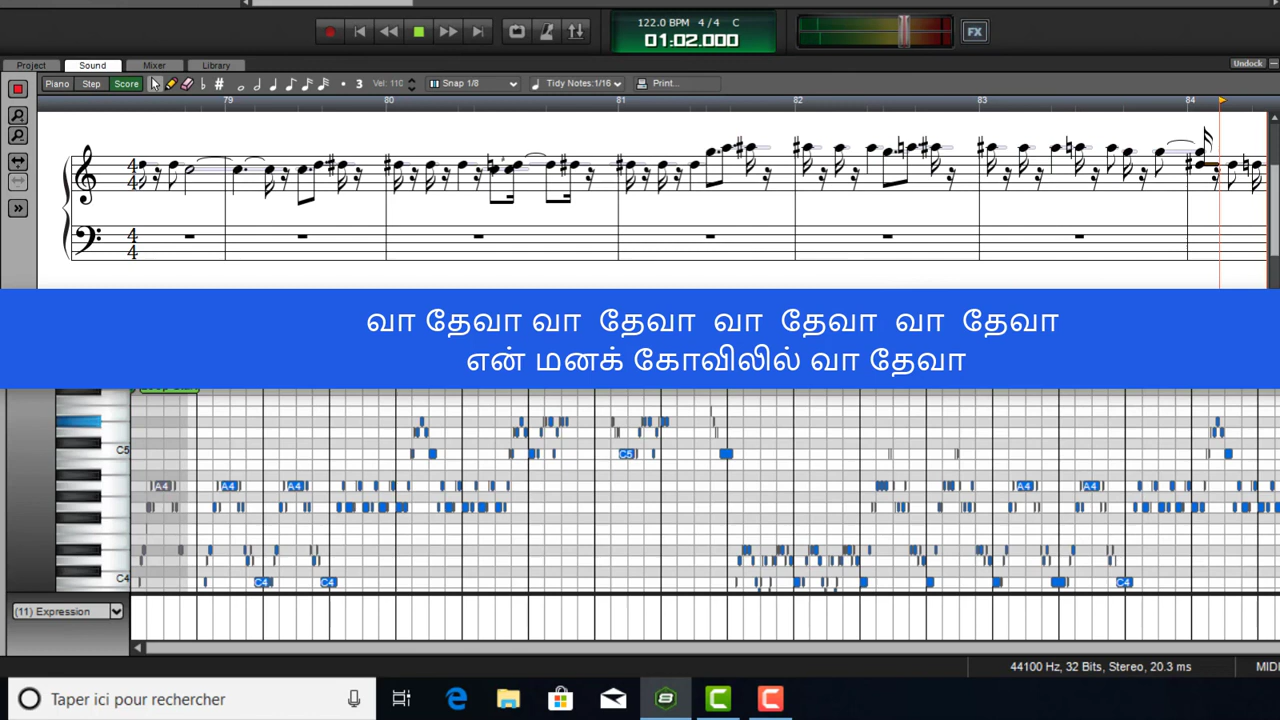 122.0 BPM 4 / 4 C
01:02.000
FX
Project Sound Mixer Library
Undock
Piano Step Score 3 Vel: 110 Snap 1/8 Tidy Notes:1/16 Print...
79 80 81 82 83 84
வா தேவா வா தேவா வா தேவா வா தேவா
என் மனக் கோவிலில் வா தேவா
C5
C5
A4 A4 A4 A4 A4
C4
C4 C4 C4
(11) Expression
44100 Hz, 32 Bits, Stereo, 20.3 ms
MIDI
Taper ici pour rechercher